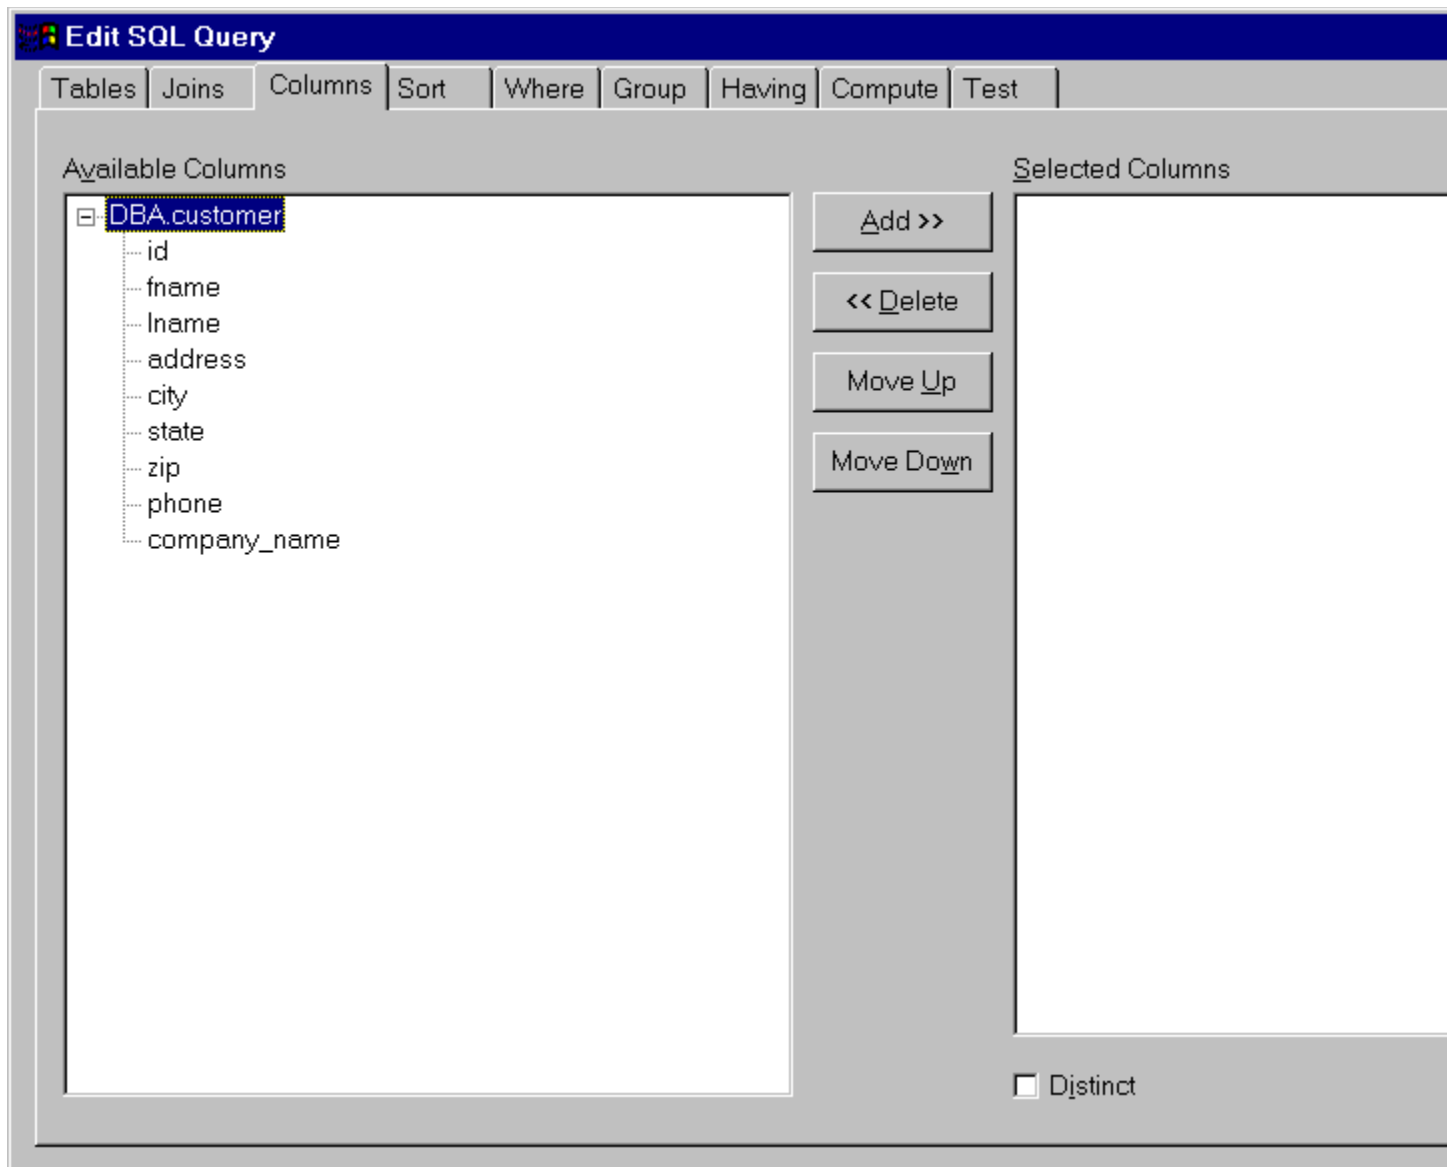 Edit SQL Query
Tables Joins Columns Sort Where Group Having Compute Test
Available Columns
Selected Columns
DBA.customer
id
fname
lname
address
city
state
zip
phone
company_name
Add >>
<< Delete
Move Up
Move Down
Distinct